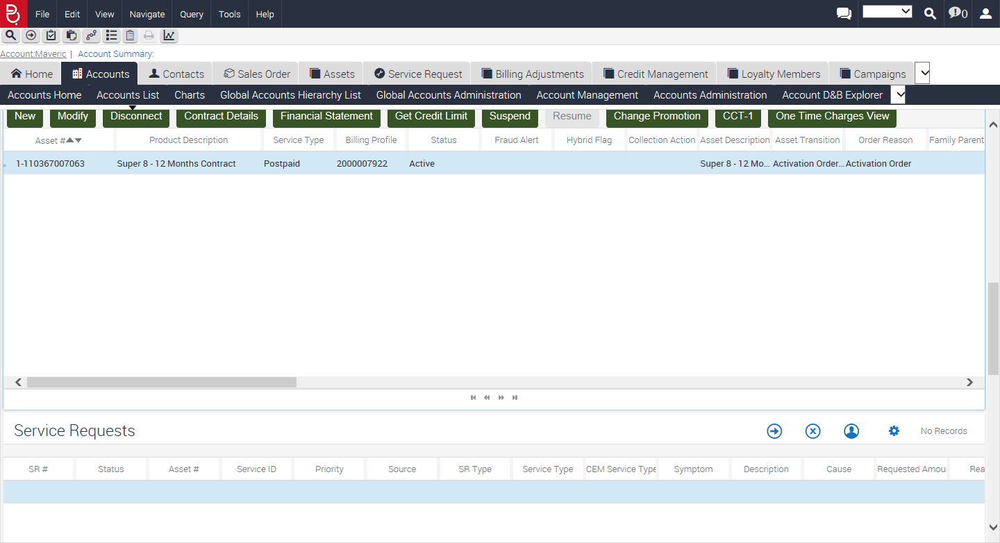 File Edit View Navigate Query Tools Help 0
Account:Maveric | Account Summary:
Home Accounts Contacts Sales Order Assets Service Request Billing Adjustments Credit Management Loyalty Members Campaigns
Accounts Home Accounts List Charts Global Accounts Hierarchy List Global Accounts Administration Account Management Accounts Administration Account D&B Explorer
New Modify Disconnect Contract Details Financial Statement Get Credit Limit Suspend Resume Change Promotion CCT-1 One Time Charges View
Asset # Product Description Service Type Billing Profile Status Fraud Alert Hybrid Flag Collection Action Asset Description Asset Transition Order Reason Family Parent
1-110367007063 Super 8 - 12 Months Contract Postpaid 2000007922 Active Super 8 - 12 Mo... Activation Order... Activation Order
Service Requests No Records
SR # Status Asset # Service ID Priority Source SR Type Service Type CEM Service Type Symptom Description Cause Requested Amou Rea